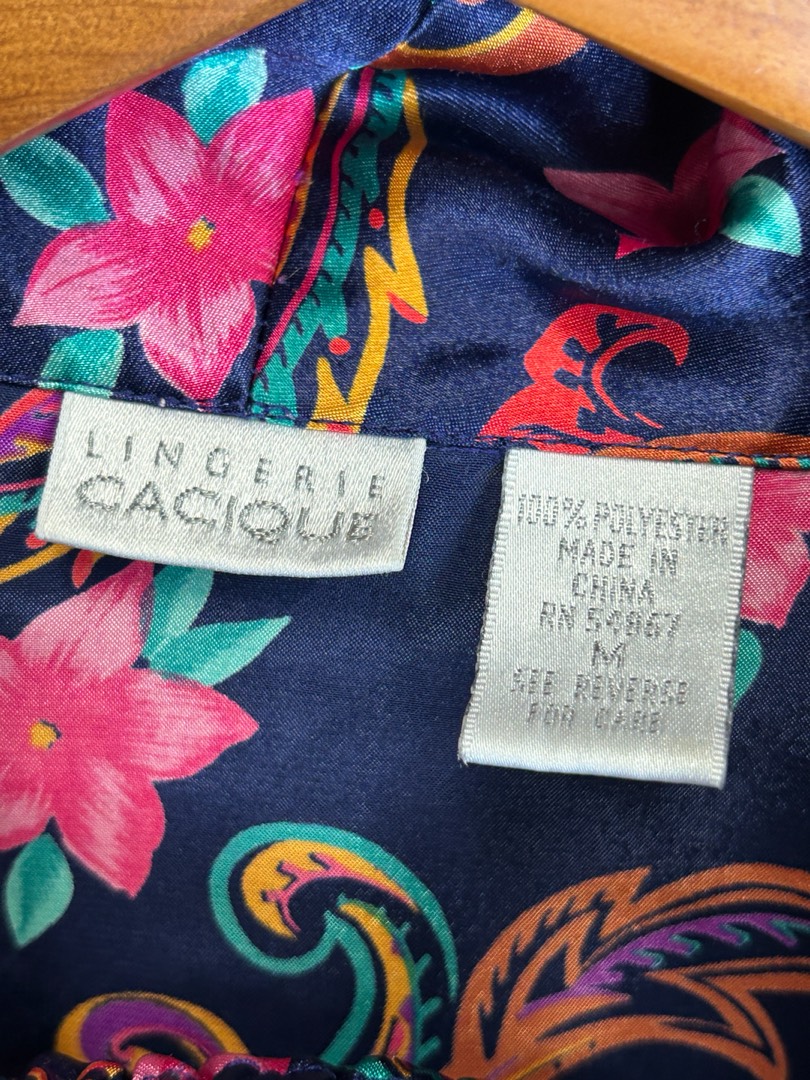 LINGERIE
CACIQUE
100% POLYESTER
MADE IN
CHINA
RN 54867
M
SEE REVERSE
FOR CARE